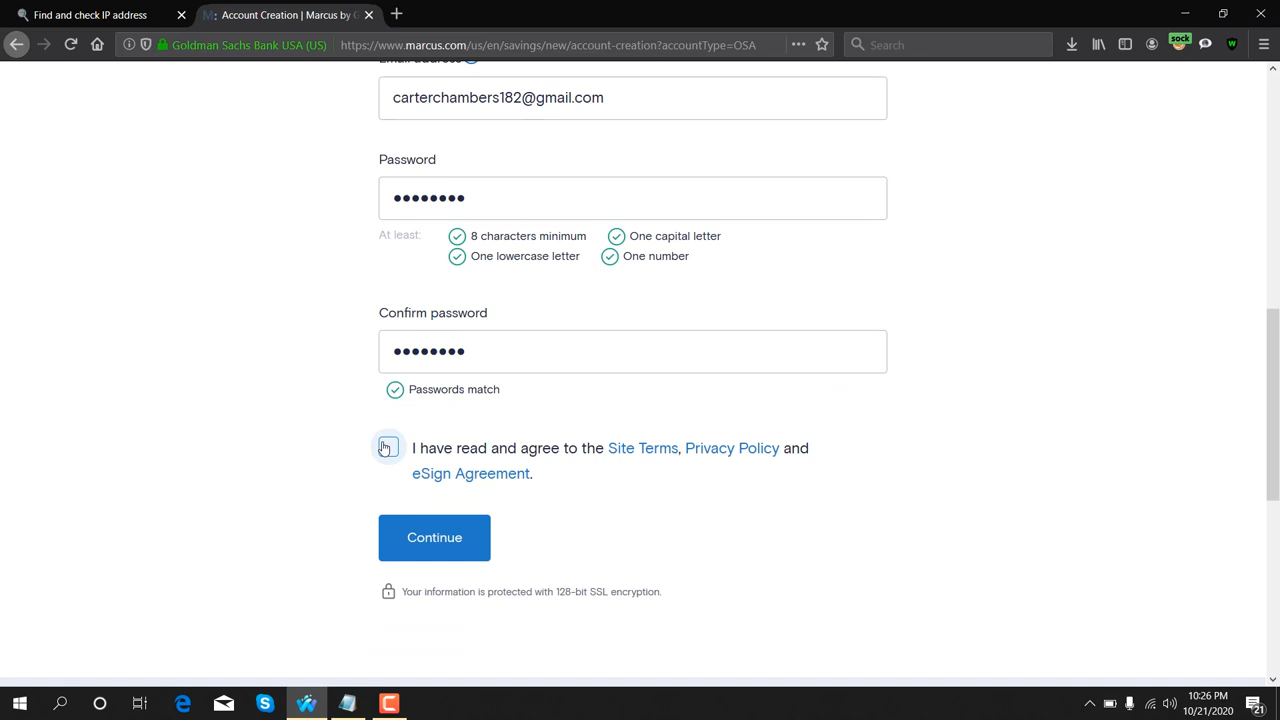 Find and check IP address
Account Creation | Marcus by G
Goldman Sachs Bank USA (US)
https://www.marcus.com/us/en/savings/new/account-creation?accountType=OSA
Search
sock
Email address
carterchambers182@gmail.com
Password
●●●●●●●●
At least:
8 characters minimum
One capital letter
One lowercase letter
One number
Confirm password
●●●●●●●●
Passwords match
I have read and agree to the Site Terms, Privacy Policy and
eSign Agreement.
Continue
Your information is protected with 128-bit SSL encryption.
10:26 PM
10/21/2020
21